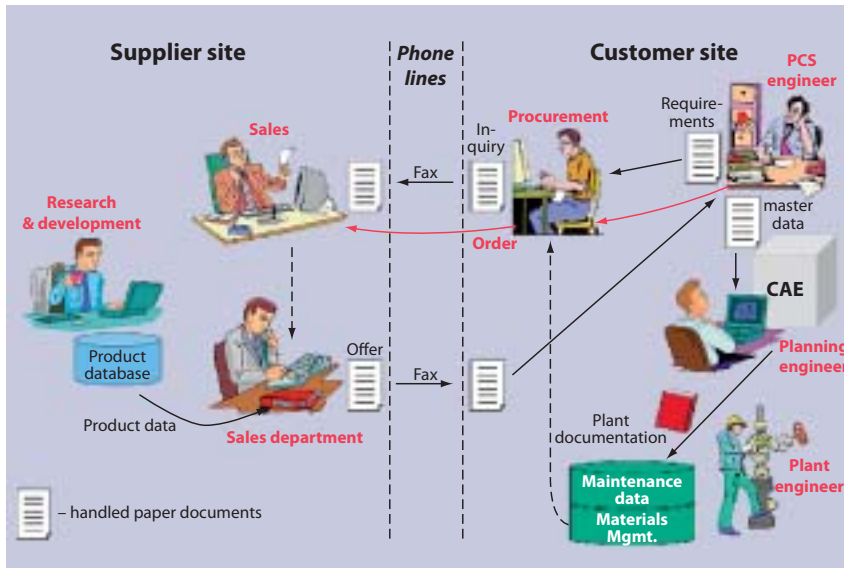 Supplier site
Phone
lines
Customer site
PCS
engineer
Require-
ments
Procurement
In-
quiry
Sales
Fax
Research
& development
master
data
Order
CAE
Offer
Product
database
Fax
Planning
engineer
Product data
Sales department
Plant
documentation
Plant
engineer
Maintenance
data
Materials
Mgmt.
– handled paper documents